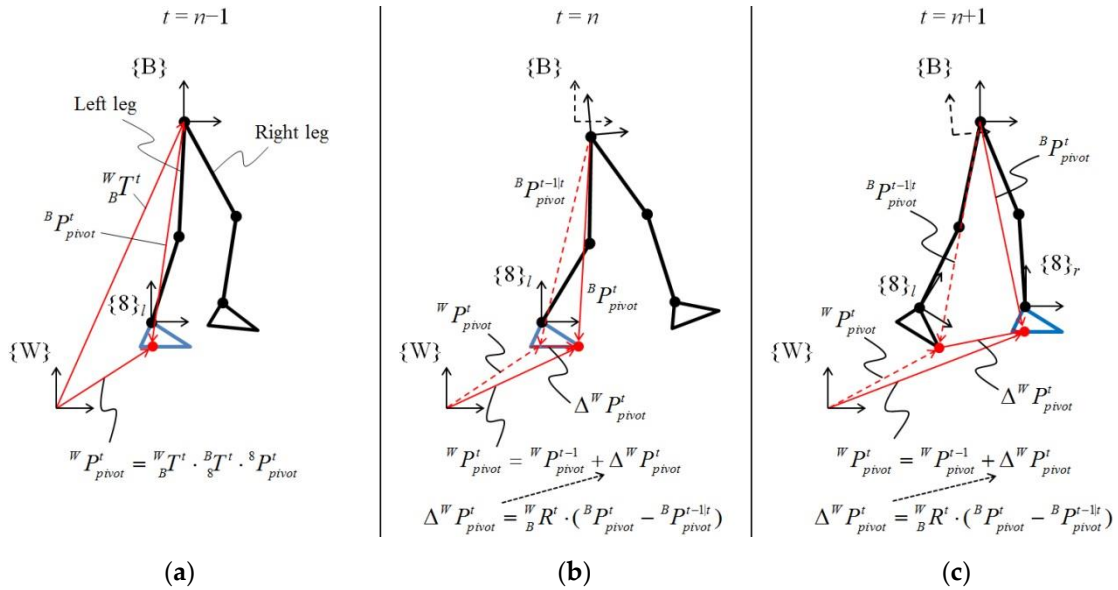 t = n−1
{B}
Left leg
Right leg
^W_B T^t
^B P^t_pivot
{8}_l
{W}
^W P^t_pivot = ^W_B T^t · ^B_8 T^t · ^8 P^t_pivot
(a)
t = n
{B}
^B P^{t−1|t}_pivot
{8}_l
^B P^t_pivot
^W P^t_pivot
{W}
Δ^W P^t_pivot
^W P^t_pivot = ^W P^{t−1}_pivot + Δ^W P^t_pivot
Δ^W P^t_pivot = ^W_B R^t · (^B P^t_pivot − ^B P^{t−1|t}_pivot)
(b)
t = n+1
{B}
^B P^t_pivot
^B P^{t−1|t}_pivot
{8}_r
{8}_l
^W P^t_pivot
{W}
Δ^W P^t_pivot
^W P^t_pivot = ^W P^{t−1}_pivot + Δ^W P^t_pivot
Δ^W P^t_pivot = ^W_B R^t · (^B P^t_pivot − ^B P^{t−1|t}_pivot)
(c)